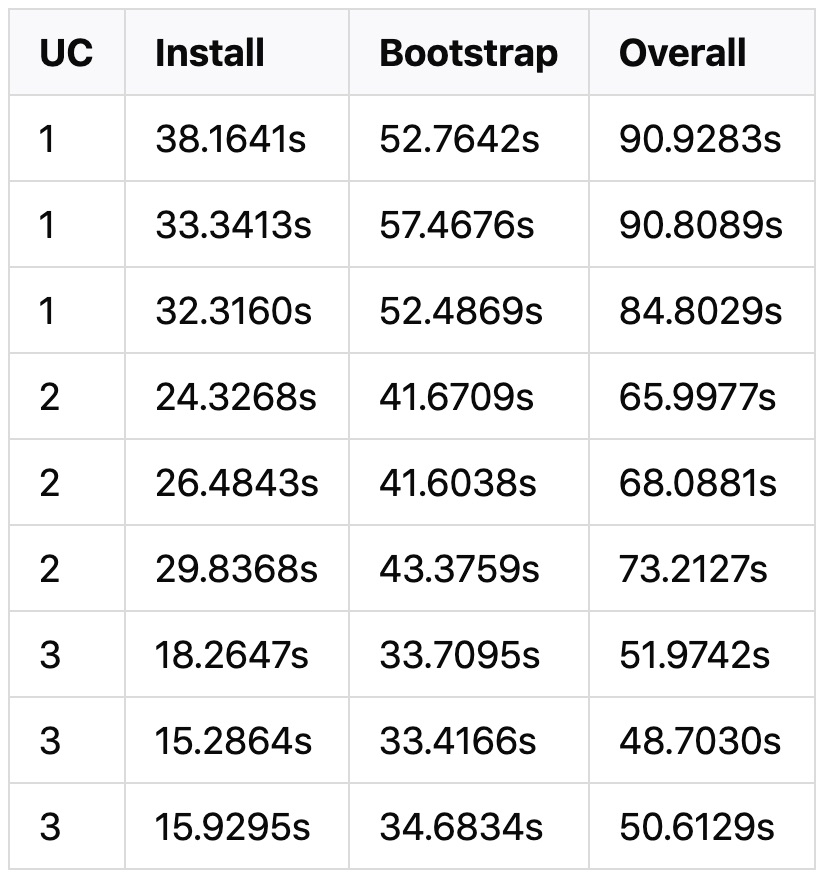 UC Install Bootstrap Overall
1 38.1641s 52.7642s 90.9283s
1 33.3413s 57.4676s 90.8089s
1 32.3160s 52.4869s 84.8029s
2 24.3268s 41.6709s 65.9977s
2 26.4843s 41.6038s 68.0881s
2 29.8368s 43.3759s 73.2127s
3 18.2647s 33.7095s 51.9742s
3 15.2864s 33.4166s 48.7030s
3 15.9295s 34.6834s 50.6129s